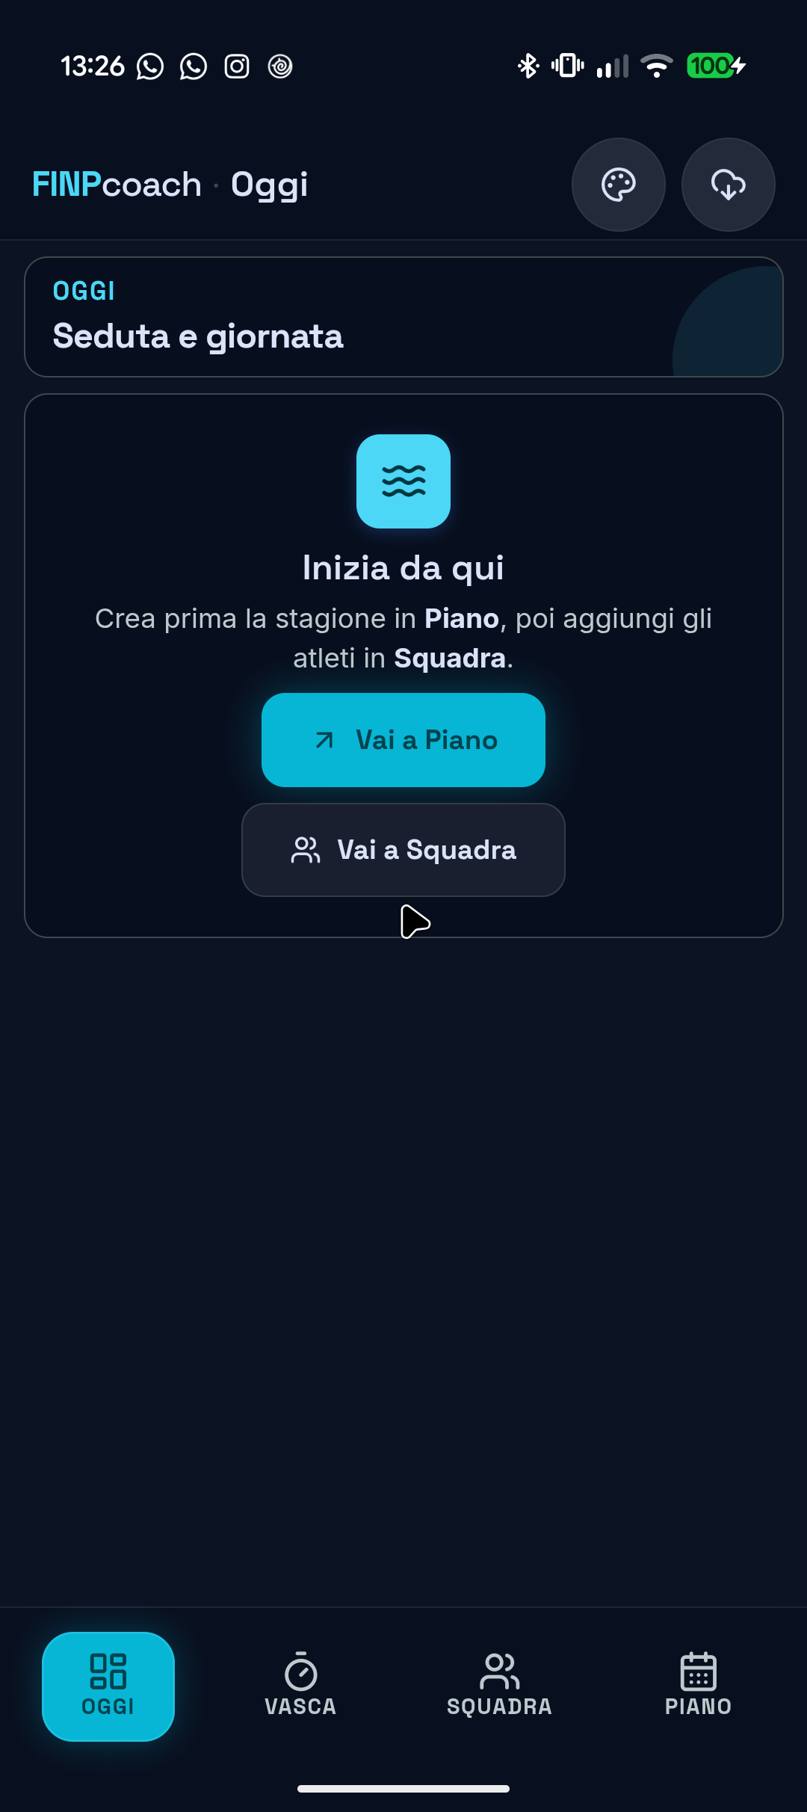 13:26
100
FINPcoach · Oggi
OGGI
Seduta e giornata
Inizia da qui
Crea prima la stagione in Piano, poi aggiungi gli
atleti in Squadra.
Vai a Piano
Vai a Squadra
OGGI
VASCA
SQUADRA
PIANO